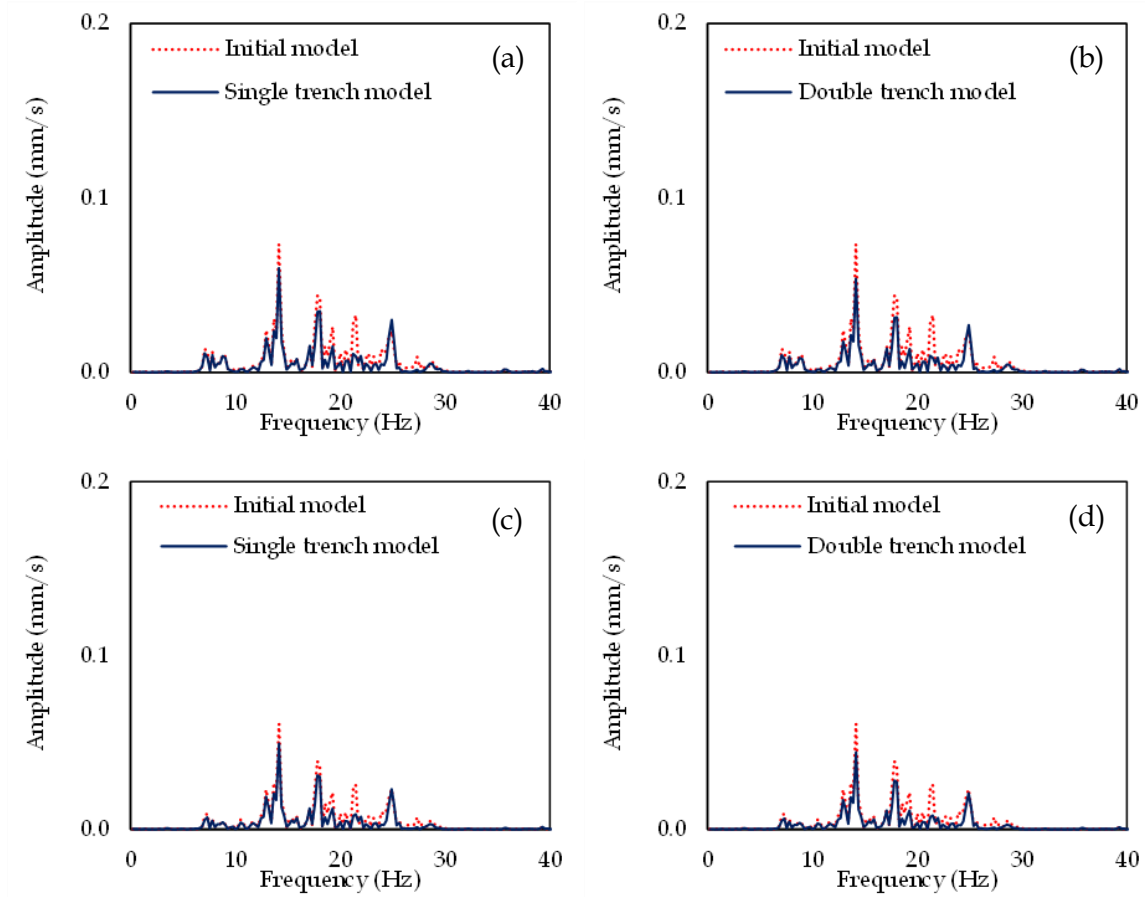 0.2
Initial model
(a)
Single trench model
Amplitude (mm/s)
0.1
0.0
0 10 20 30 40
Frequency (Hz)
0.2
Initial model
(b)
Double trench model
Amplitude (mm/s)
0.1
0.0
0 10 20 30 40
Frequency (Hz)
0.2
Initial model
(c)
Single trench model
Amplitude (mm/s)
0.1
0.0
0 10 20 30 40
Frequency (Hz)
0.2
Initial model
(d)
Double trench model
Amplitude (mm/s)
0.1
0.0
0 10 20 30 40
Frequency (Hz)